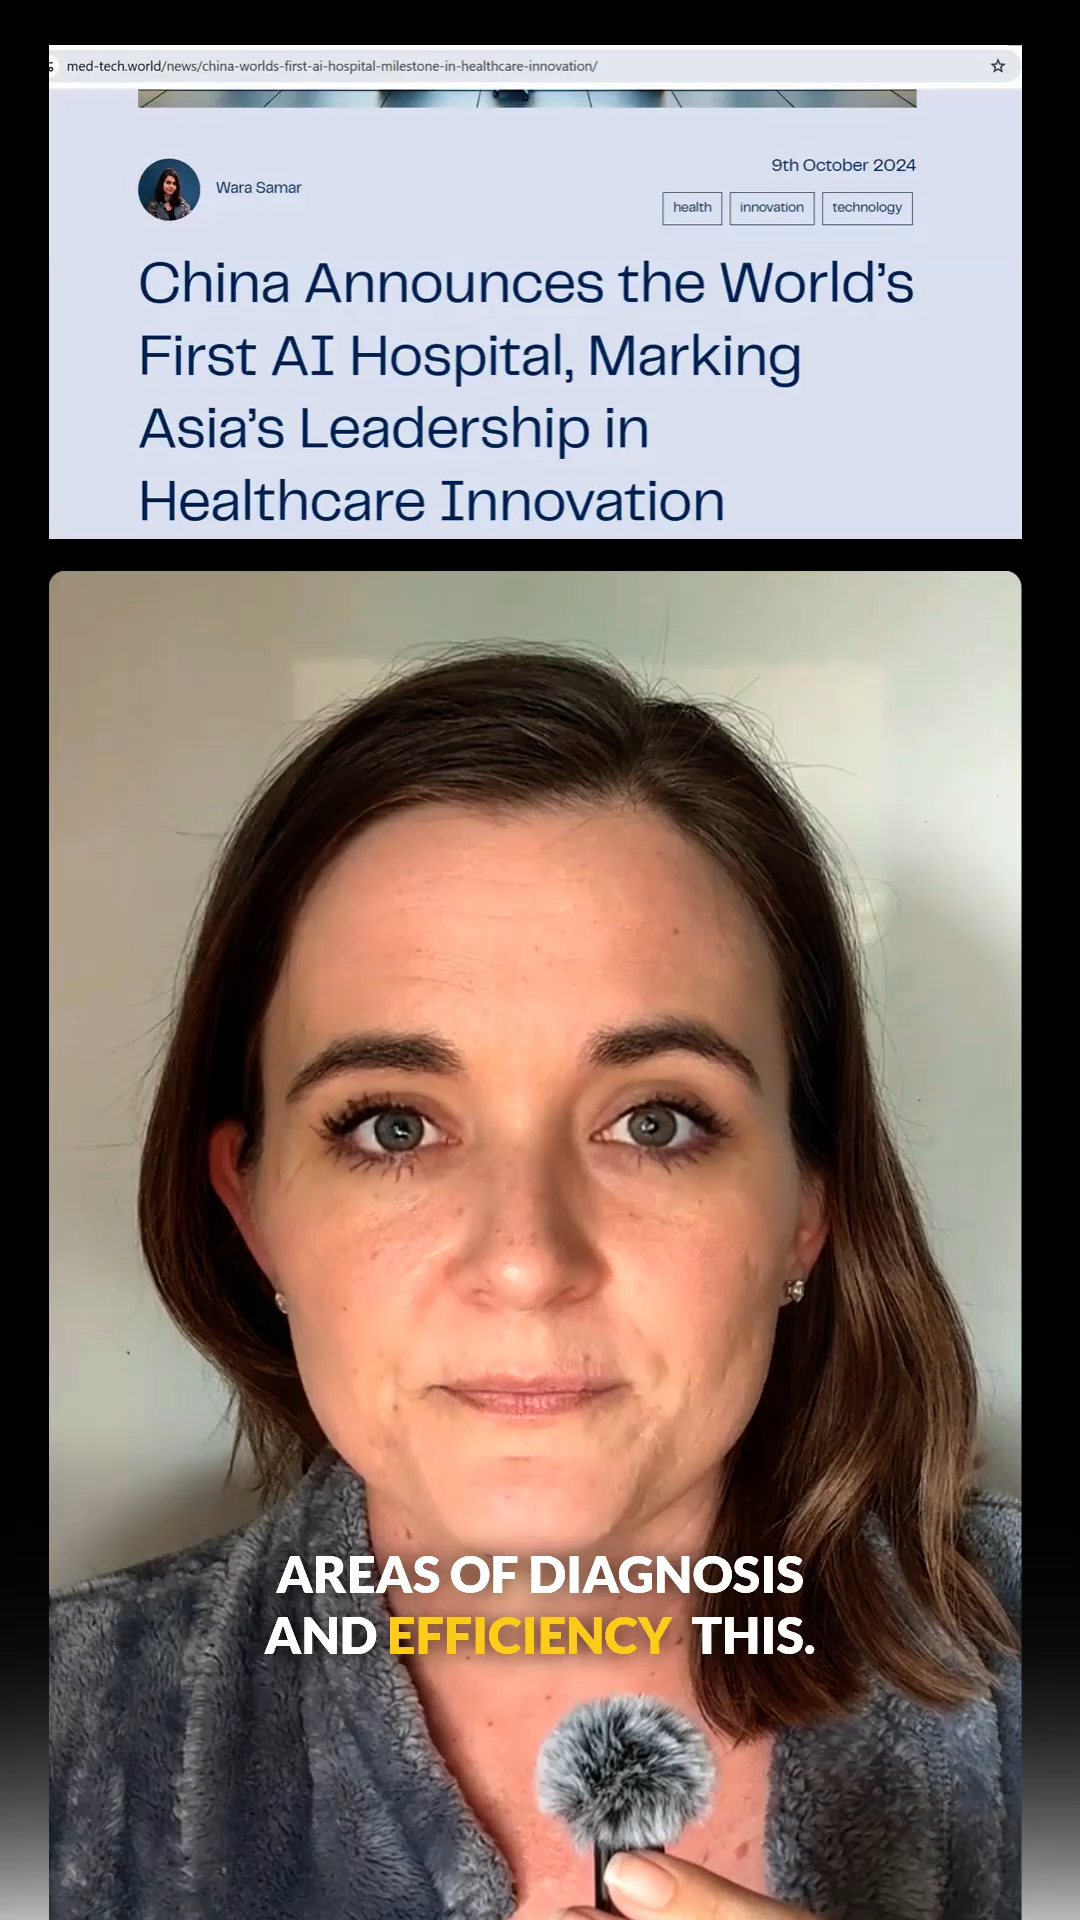 med-tech.world/news/china-worlds-first-ai-hospital-milestone-in-healthcare-innovation/
Wara Samar
9th October 2024
health
innovation
technology
China Announces the World’s
First AI Hospital, Marking
Asia’s Leadership in
Healthcare Innovation
AREAS OF DIAGNOSIS
AND EFFICIENCY THIS.